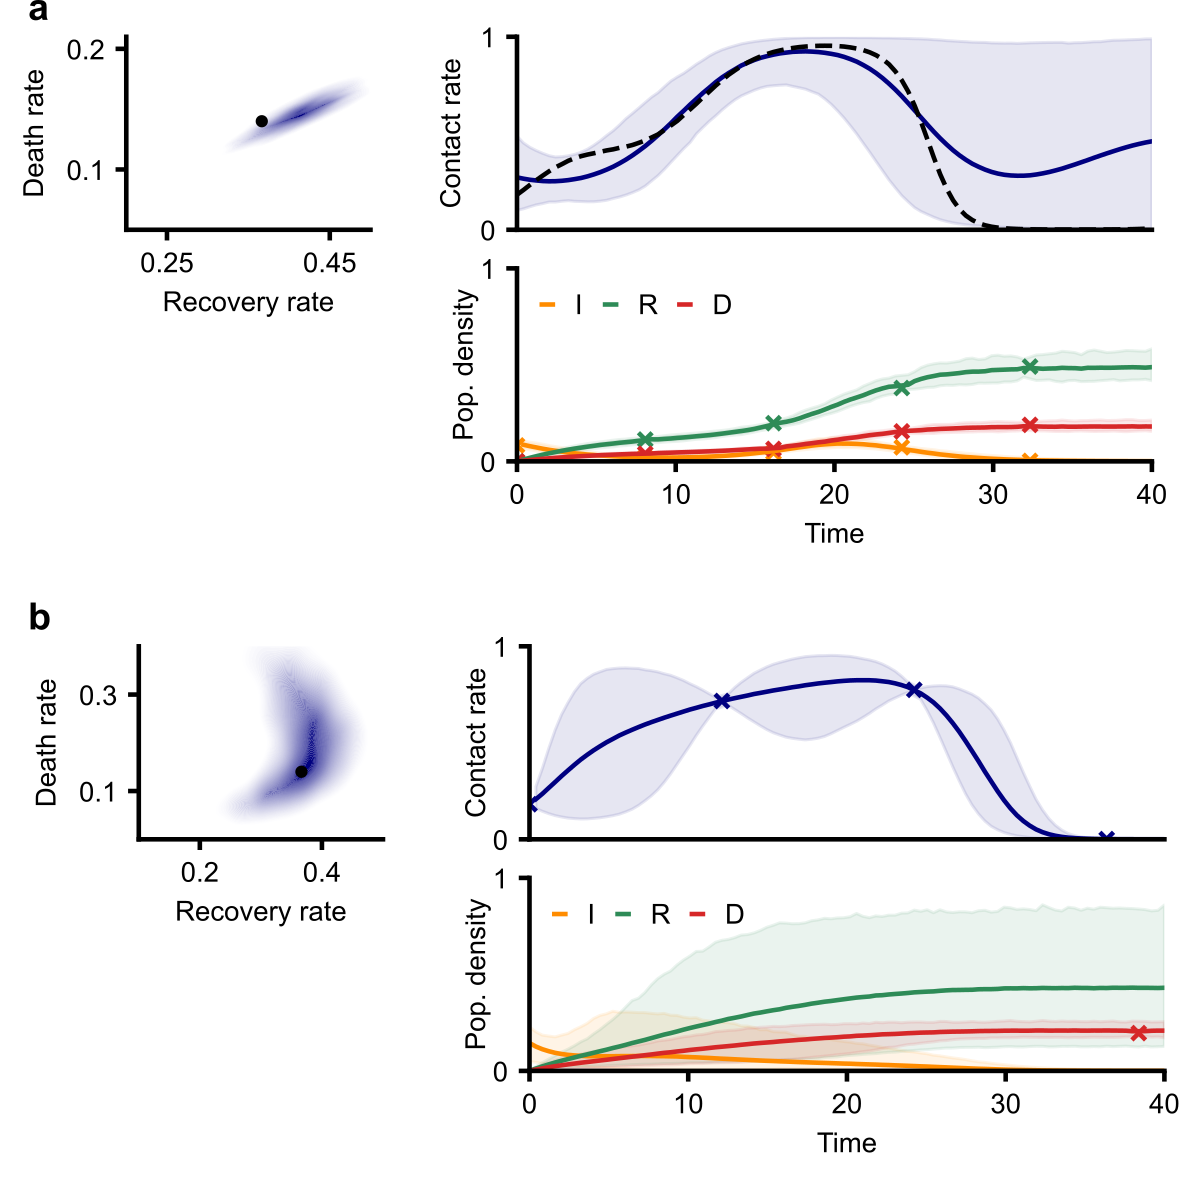 a
0.2
0.1
Death rate
0.25 0.45
Recovery rate
1
0
Contact rate
1
0
Pop. density
I R D
0 10 20 30 40
Time
b
0.3
0.1
Death rate
0.2 0.4
Recovery rate
1
0
Contact rate
1
0
Pop. density
I R D
0 10 20 30 40
Time